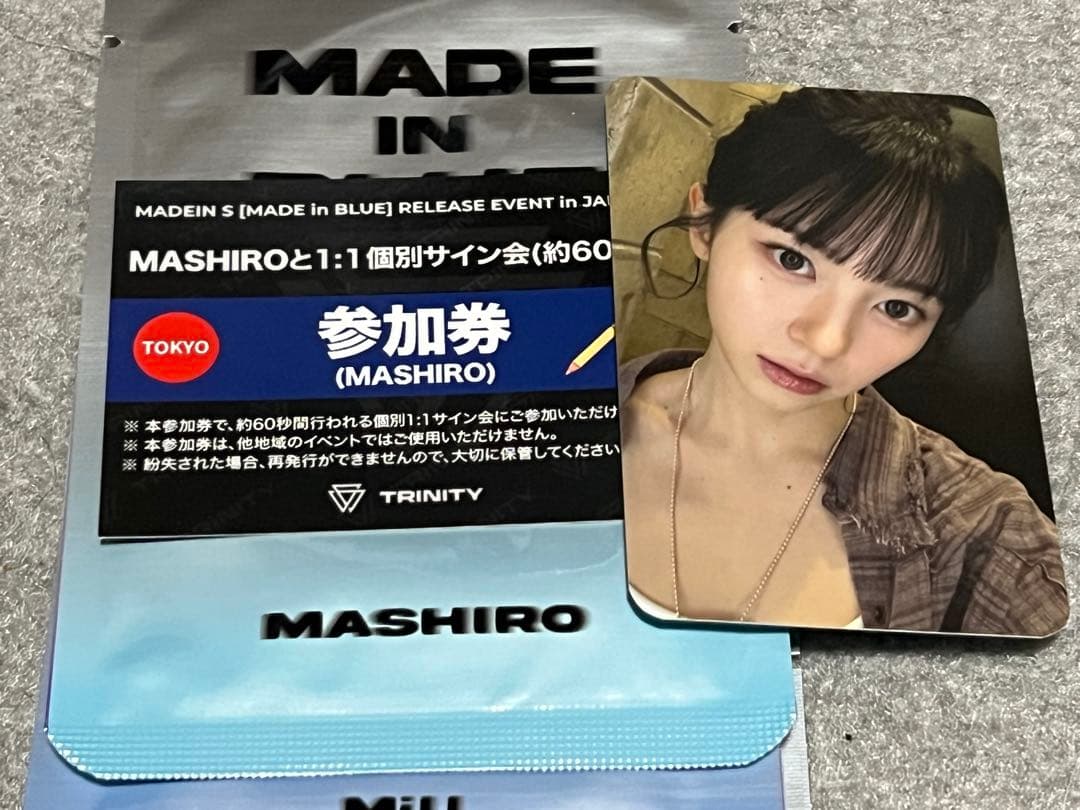 MADE
IN
MADEIN S [MADE in BLUE] RELEASE EVENT in JA
MASHIROと1:1個別サイン会(約60
TOKYO
参加券
(MASHIRO)
※ 本参加券で、約60秒間行われる個別1:1サイン会にご参加いただけ
※ 本参加券は、他地域のイベントではご使用いただけません。
※ 紛失された場合、再発行ができませんので、大切に保管してください
TRINITY
MASHIRO